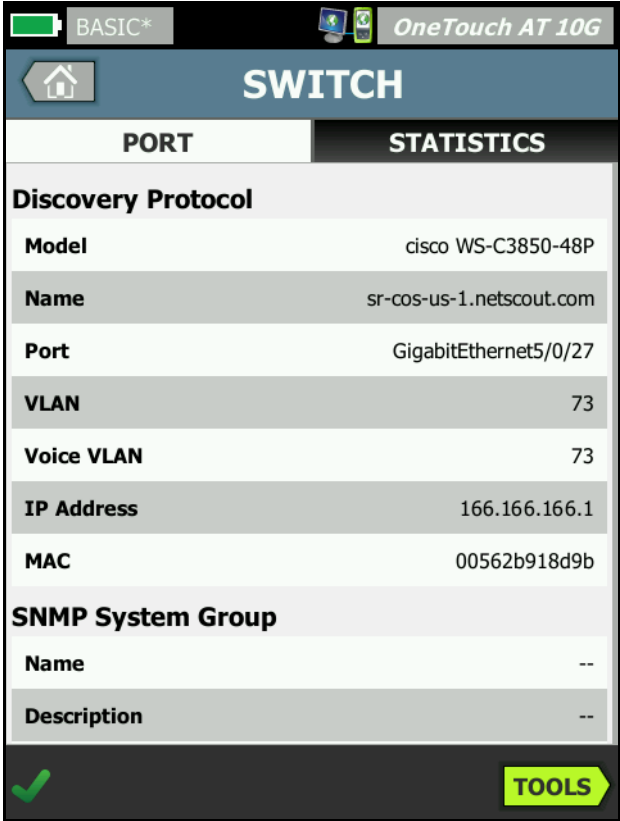 BASIC* OneTouch AT 10G
SWITCH
PORT STATISTICS
Discovery Protocol
Model cisco WS-C3850-48P
Name sr-cos-us-1.netscout.com
Port GigabitEthernet5/0/27
VLAN 73
Voice VLAN 73
IP Address 166.166.166.1
MAC 00562b918d9b
SNMP System Group
Name --
Description --
TOOLS